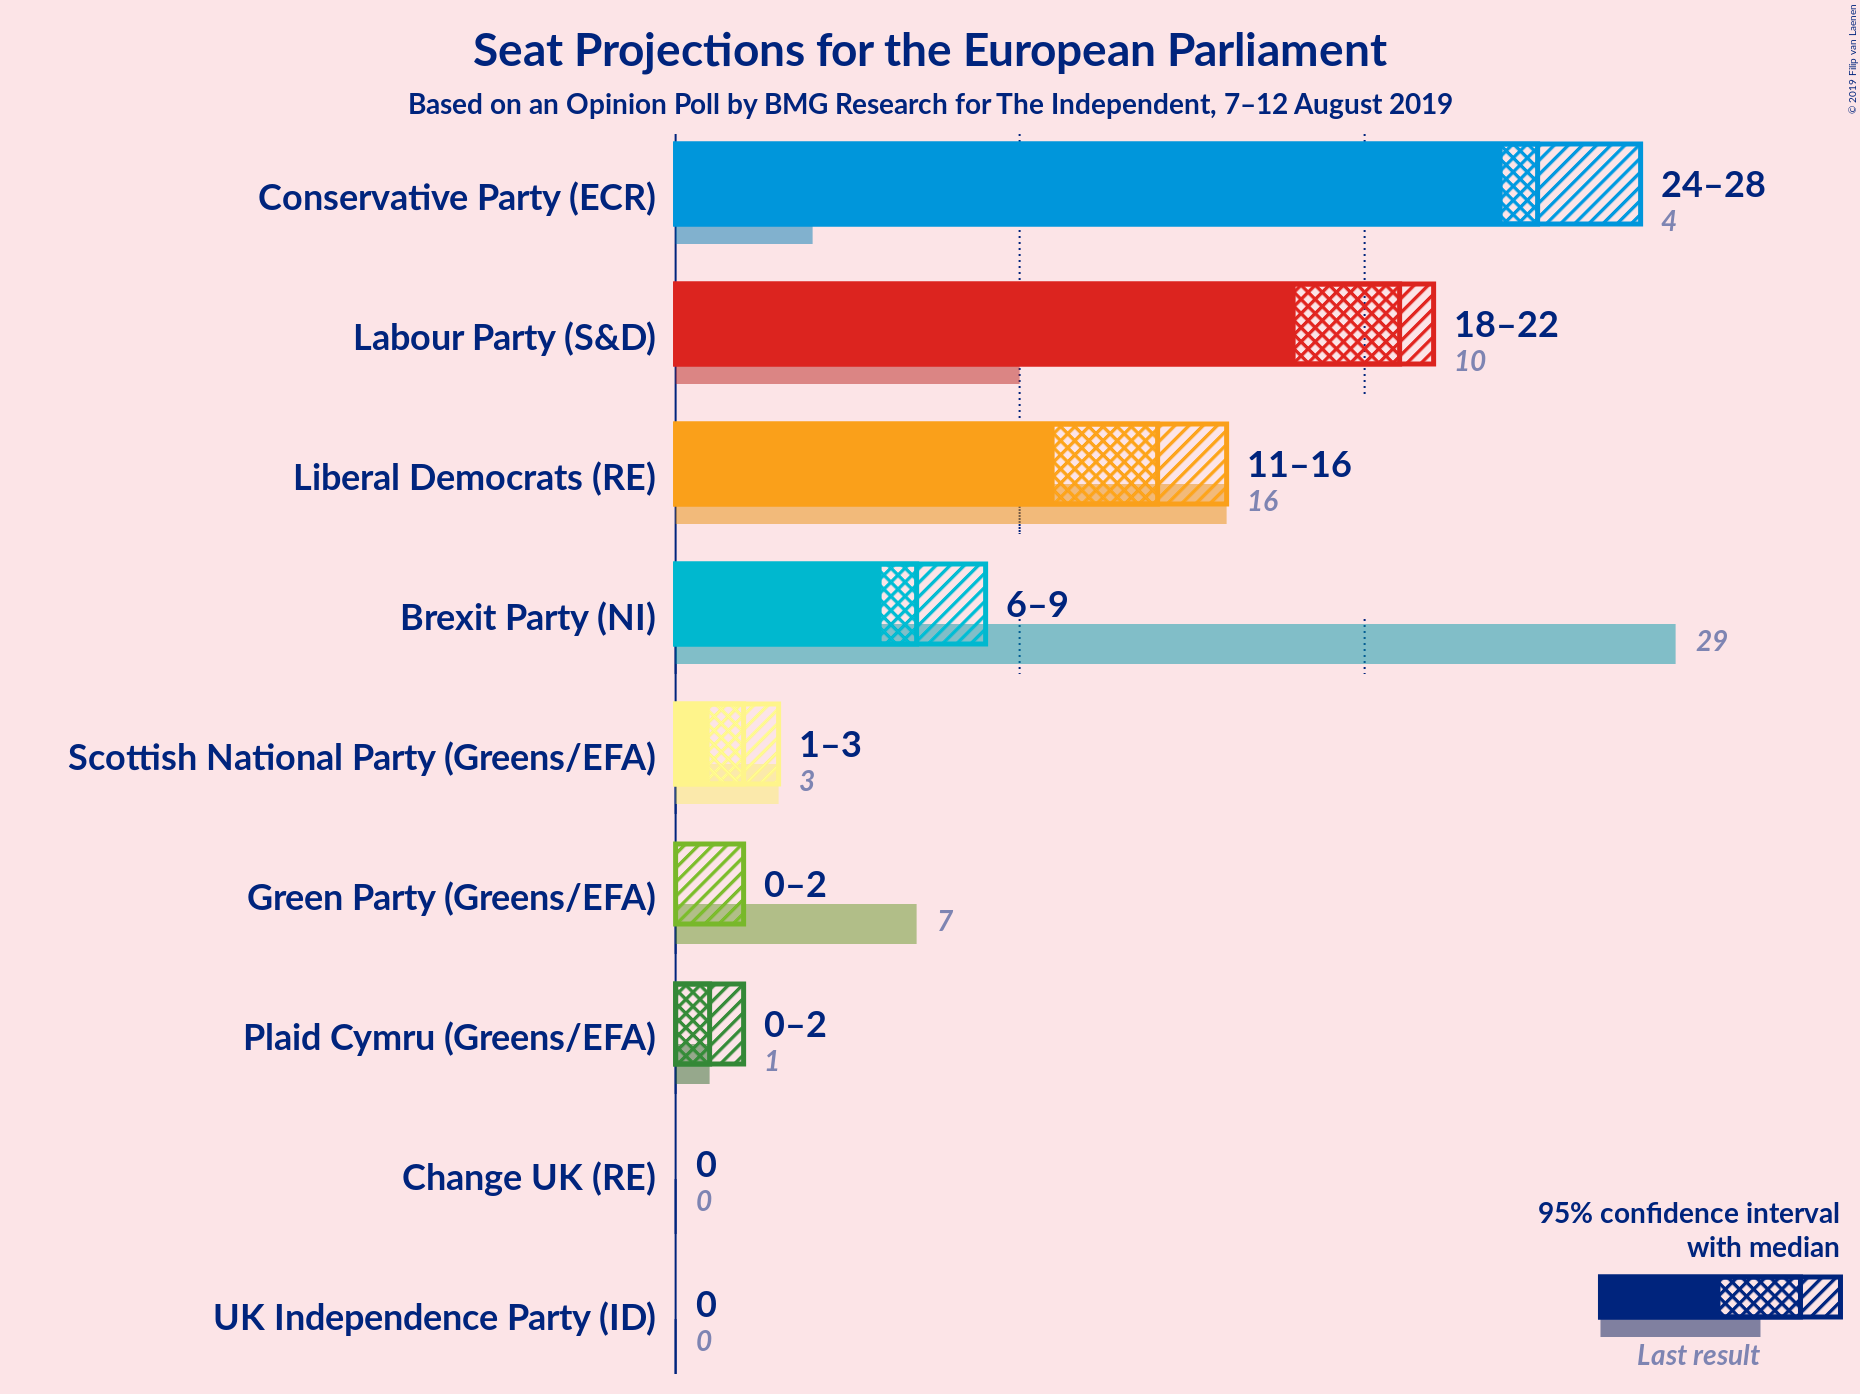 Seat Projections for the European Parliament
Based on an Opinion Poll by BMG Research for The Independent, 7–12 August 2019
© 2019 Filip van Laenen
Conservative Party (ECR)
24–28
4
Labour Party (S&D)
18–22
10
Liberal Democrats (RE)
11–16
16
Brexit Party (NI)
6–9
29
Scottish National Party (Greens/EFA)
1–3
3
Green Party (Greens/EFA)
0–2
7
Plaid Cymru (Greens/EFA)
0–2
1
Change UK (RE)
0
0
UK Independence Party (ID)
0
0
95% confidence interval
with median
Last result